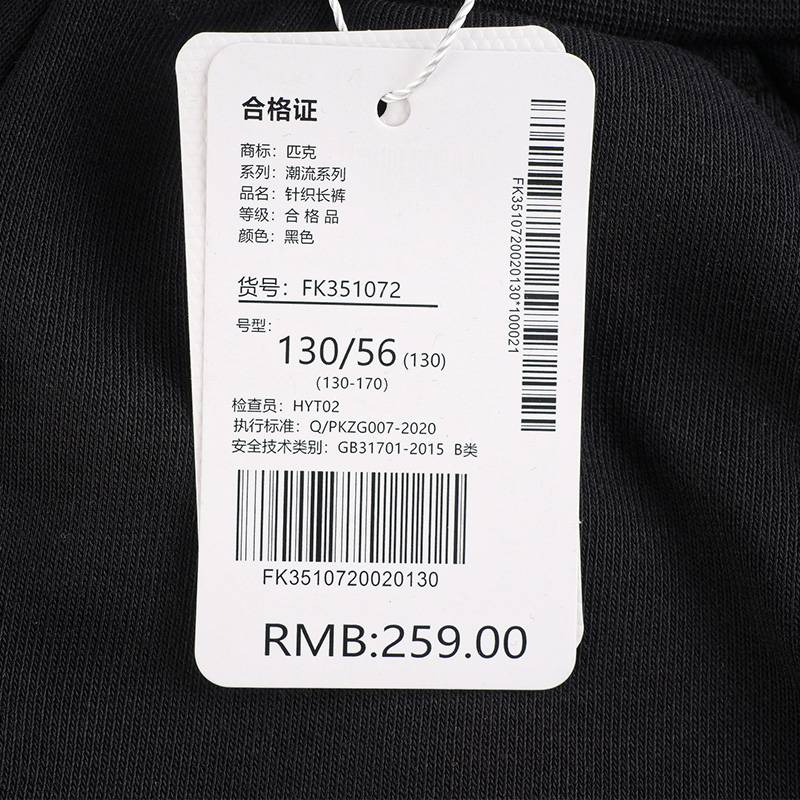 合格证
商标: 匹克
系列: 潮流系列
品名: 针织长裤
等级: 合 格 品
颜色: 黑色
货号: FK351072
号型:
130/56 (130)
(130-170)
检查员: HYT02
执行标准: Q/PKZG007-2020
安全技术类别: GB31701-2015 B类
FK3510720020130
RMB:259.00
FK3510720020130*100021